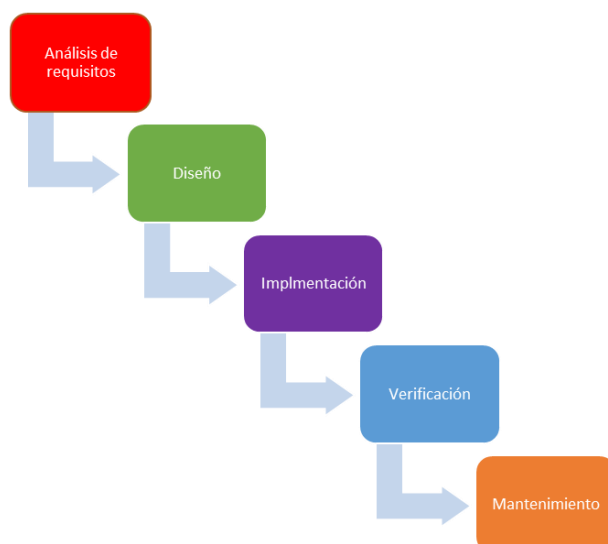 Análisis de
requisitos
Diseño
Implmentación
Verificación
Mantenimiento